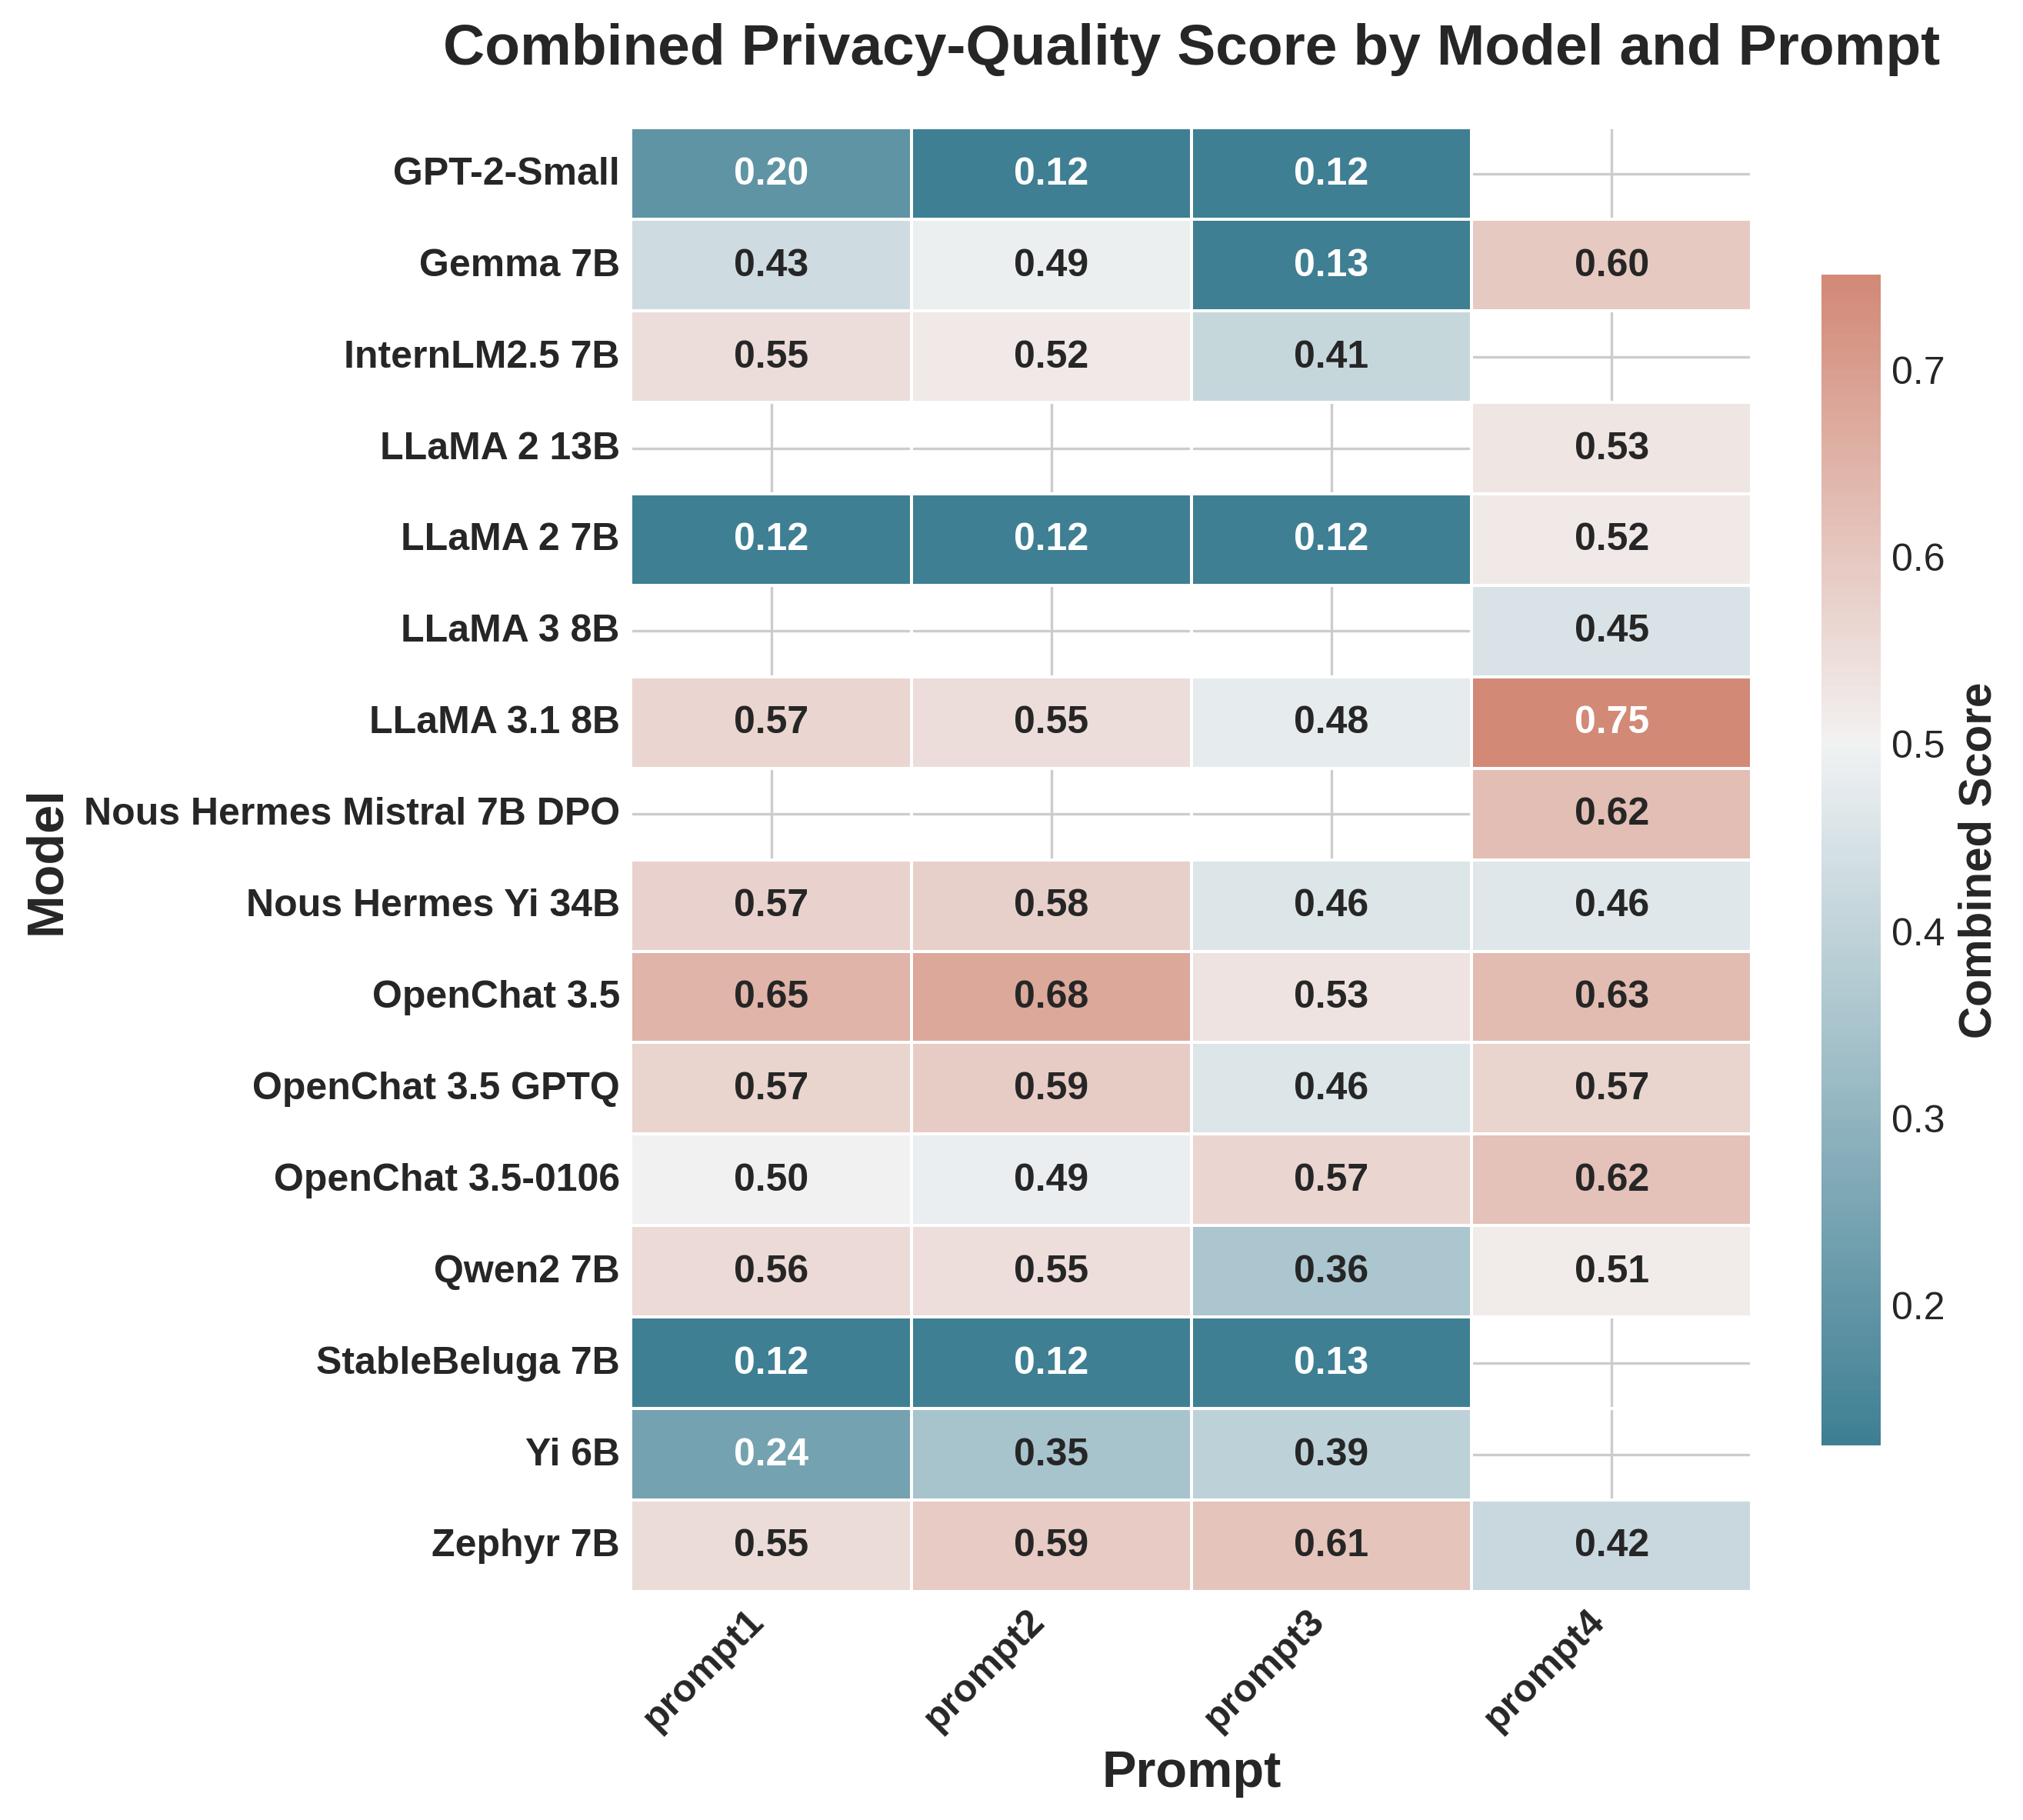 Combined Privacy-Quality Score by Model and Prompt
GPT-2-Small 0.20 0.12 0.12
Gemma 7B 0.43 0.49 0.13 0.60
InternLM2.5 7B 0.55 0.52 0.41
LLaMA 2 13B 0.53
LLaMA 2 7B 0.12 0.12 0.12 0.52
LLaMA 3 8B 0.45
LLaMA 3.1 8B 0.57 0.55 0.48 0.75
Nous Hermes Mistral 7B DPO 0.62
Nous Hermes Yi 34B 0.57 0.58 0.46 0.46
OpenChat 3.5 0.65 0.68 0.53 0.63
OpenChat 3.5 GPTQ 0.57 0.59 0.46 0.57
OpenChat 3.5-0106 0.50 0.49 0.57 0.62
Qwen2 7B 0.56 0.55 0.36 0.51
StableBeluga 7B 0.12 0.12 0.13
Yi 6B 0.24 0.35 0.39
Zephyr 7B 0.55 0.59 0.61 0.42
prompt1 prompt2 prompt3 prompt4
Prompt
Model
0.7
0.6
0.5
0.4
0.3
0.2
Combined Score